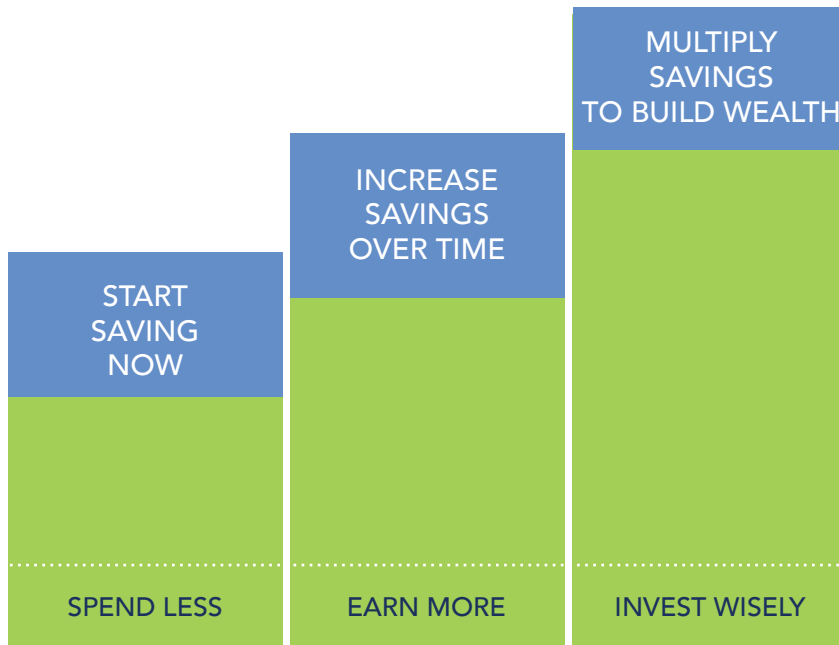 START
SAVING
NOW
INCREASE
SAVINGS
OVER TIME
MULTIPLY
SAVINGS
TO BUILD WEALTH
SPEND LESS
EARN MORE
INVEST WISELY